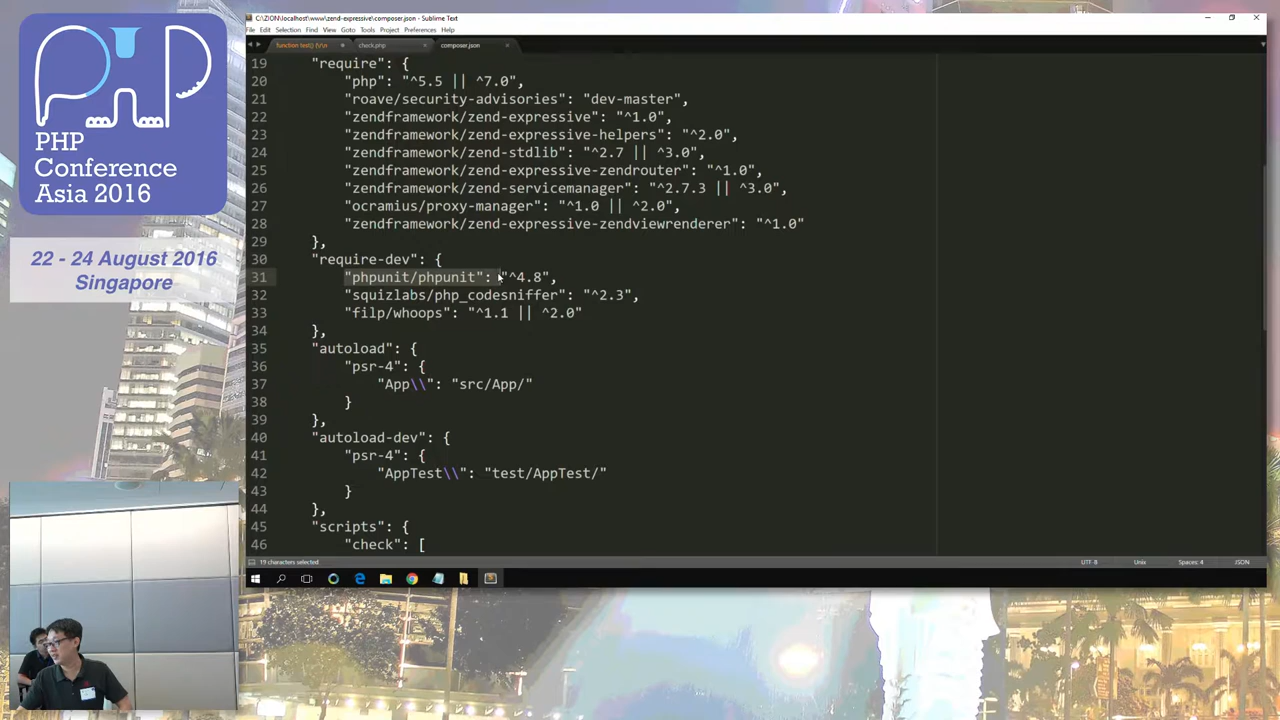 PHP
Conference
Asia 2016
22 - 24 August 2016
Singapore
C:\ZION\localhost\www\zend-expressive\composer.json - Sublime Text
File Edit Selection Find View Goto Tools Project Preferences Help
function test() {\r\n check.php composer.json
19 "require": {
20 "php": "^5.5 || ^7.0",
21 "roave/security-advisories": "dev-master",
22 "zendframework/zend-expressive": "^1.0",
23 "zendframework/zend-expressive-helpers": "^2.0",
24 "zendframework/zend-stdlib": "^2.7 || ^3.0",
25 "zendframework/zend-expressive-zendrouter": "^1.0",
26 "zendframework/zend-servicemanager": "^2.7.3 || ^3.0",
27 "ocramius/proxy-manager": "^1.0 || ^2.0",
28 "zendframework/zend-expressive-zendviewrenderer": "^1.0"
29 },
30 "require-dev": {
31 "phpunit/phpunit": "^4.8",
32 "squizlabs/php_codesniffer": "^2.3",
33 "filp/whoops": "^1.1 || ^2.0"
34 },
35 "autoload": {
36 "psr-4": {
37 "App\\": "src/App/"
38 }
39 },
40 "autoload-dev": {
41 "psr-4": {
42 "AppTest\\": "test/AppTest/"
43 }
44 },
45 "scripts": {
46 "check": [
19 characters selected UTF 8 Unix Spaces: 4 JSON